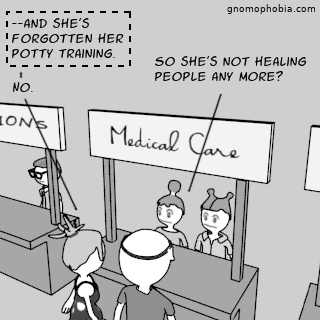 gnomophobia.com
--AND SHE'S
FORGOTTEN HER
POTTY TRAINING.
NO.
SO SHE'S NOT HEALING
PEOPLE ANY MORE?
IONS
Medical Care